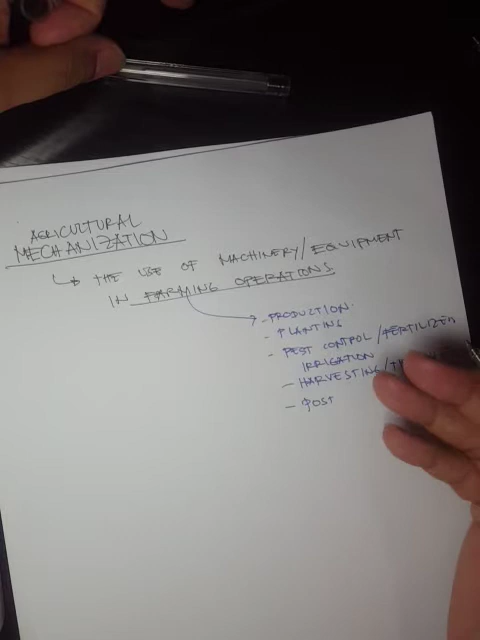 AGRICULTURAL
MECHANIZATION
↳ THE USE OF MACHINERY/EQUIPMENT
IN FARMING OPERATIONS
- PRODUCTION
- PLANTING
- PEST CONTROL/FERTILIZER
IRRIGATION
- HARVESTING/
- POST